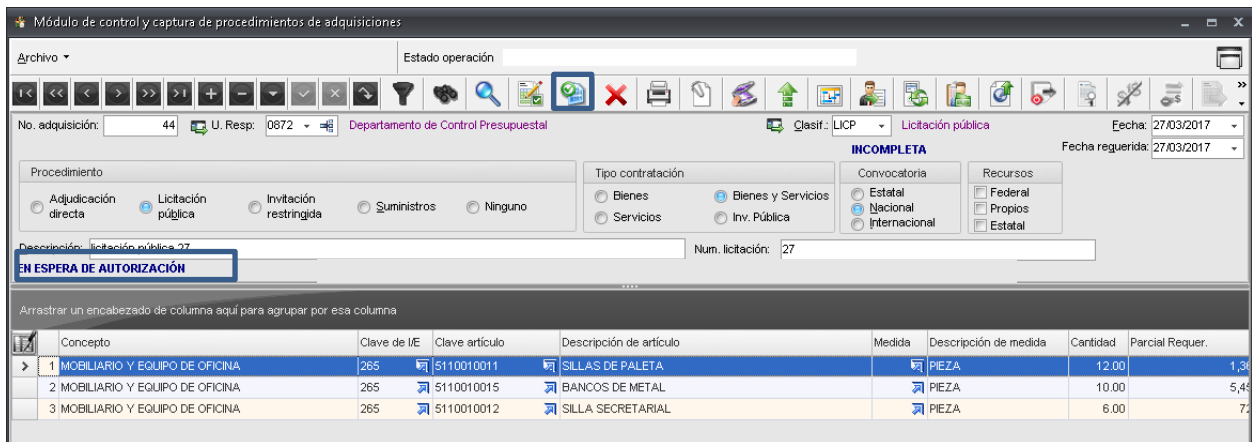 Módulo de control y captura de procedimientos de adquisiciones
Archivo Estado operación
No. adquisición: 44 U. Resp: 0872 Departamento de Control Presupuestal Clasif.: LICP Licitación pública Fecha: 27/03/2017
INCOMPLETA Fecha requerida: 27/03/2017
Procedimiento Tipo contratación Convocatoria Recursos
Adjudicación directa Licitación pública Invitación restringida Suministros Ninguno
Bienes Bienes y Servicios
Servicios Inv. Pública
Estatal
Nacional
Internacional
Federal
Propios
Estatal
Descripción: licitación pública 27 Num. licitación: 27
EN ESPERA DE AUTORIZACIÓN
Arrastrar un encabezado de columna aquí para agrupar por esa columna
Concepto Clave de I/E Clave artículo Descripción de artículo Medida Descripción de medida Cantidad Parcial Requer.
1 MOBILIARIO Y EQUIPO DE OFICINA 265 5110010011 SILLAS DE PALETA PIEZA 12.00
2 MOBILIARIO Y EQUIPO DE OFICINA 265 5110010015 BANCOS DE METAL PIEZA 10.00
3 MOBILIARIO Y EQUIPO DE OFICINA 265 5110010012 SILLA SECRETARIAL PIEZA 6.00